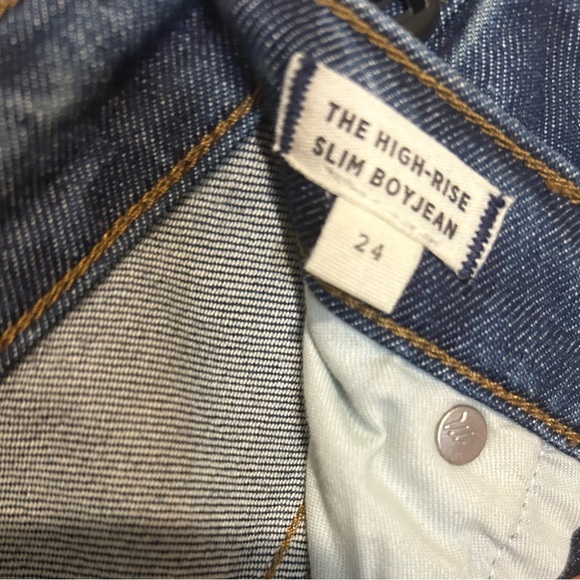 THE HIGH-RISE
SLIM BOYJEAN
24